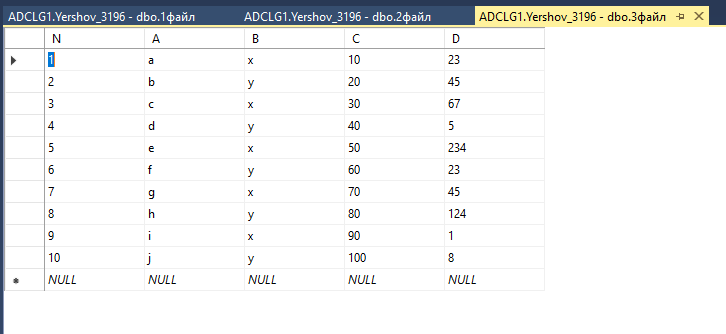 ADCLG1.Yershov_3196 - dbo.1файл ADCLG1.Yershov_3196 - dbo.2файл ADCLG1.Yershov_3196 - dbo.3файл
N A B C D
1 a x 10 23
2 b y 20 45
3 c x 30 67
4 d y 40 5
5 e x 50 234
6 f y 60 23
7 g x 70 45
8 h y 80 124
9 i x 90 1
10 j y 100 8
NULL NULL NULL NULL NULL